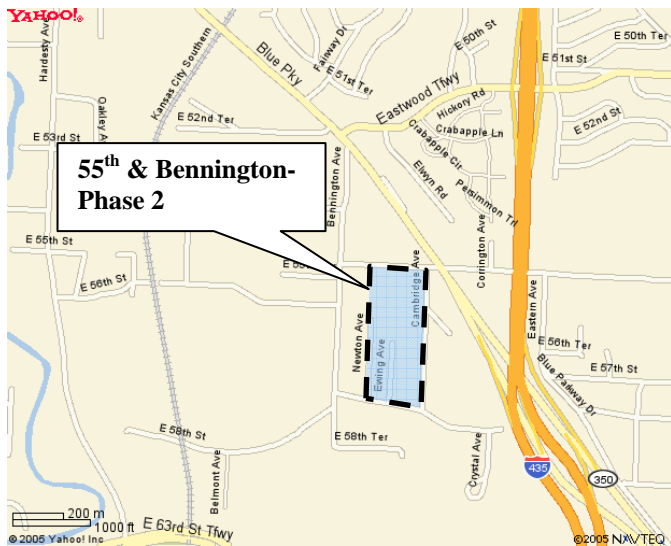 YAHOO!®
Hardesty Ave
Oakley A
Kansas City Southern
Blue Pky
Fairway Dr
E 50th St
E 50th Ter
E 51st Ter
E 51st St
Eastwood Tfwy
Hickory Rd
E 52nd Ter
E 52nd St
E 53rd St
Crabapple Ln
Crabapple Cir
Elwyn Rd
Persimmon Trl
55th & Bennington-
Phase 2
Bennington Ave
E 55th St
Corrington Ave
E 56th St
Cambridge Ave
Eastern Ave
Newton Ave
Ewing Ave
E 56th Ter
E 57th St
Blue Parkway Dr
E 58th St
E 58th Ter
Belmont Ave
Crystal Ave
435
350
200 m
1000 ft
E 63rd St Tfwy
©2005 Yahoo! Inc
©2005 NAVTEQ